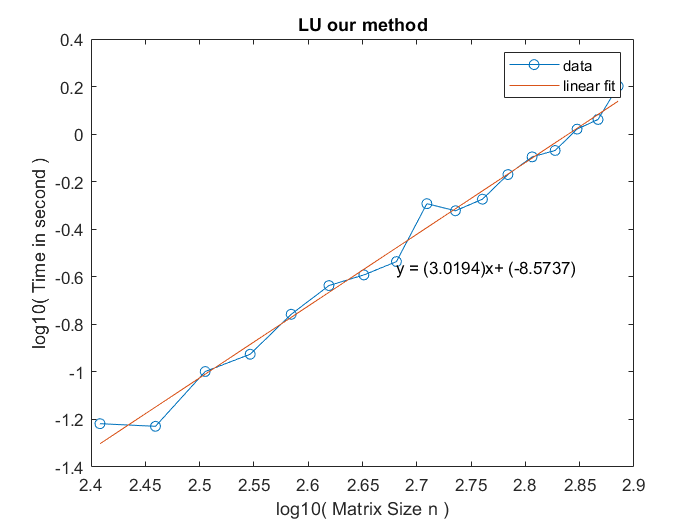 LU our method
data
linear fit
y = (3.0194)x+ (-8.5737)
log10( Time in second )
0.4
0.2
0
-0.2
-0.4
-0.6
-0.8
-1
-1.2
-1.4
2.4 2.45 2.5 2.55 2.6 2.65 2.7 2.75 2.8 2.85 2.9
log10( Matrix Size n )